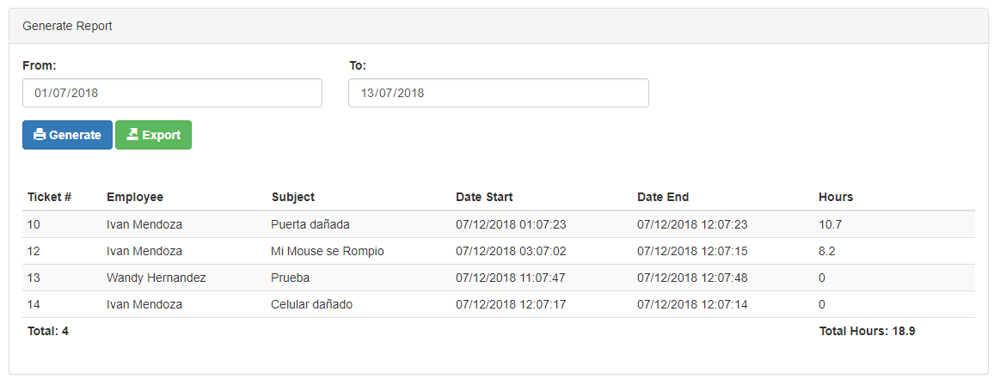 Generate Report
From: To:
01/07/2018 13/07/2018
Generate Export
Ticket # Employee Subject Date Start Date End Hours
10 Ivan Mendoza Puerta dañada 07/12/2018 01:07:23 07/12/2018 12:07:23 10.7
12 Ivan Mendoza Mi Mouse se Rompio 07/12/2018 03:07:02 07/12/2018 12:07:15 8.2
13 Wandy Hernandez Prueba 07/12/2018 11:07:47 07/12/2018 12:07:48 0
14 Ivan Mendoza Celular dañado 07/12/2018 12:07:17 07/12/2018 12:07:14 0
Total: 4 Total Hours: 18.9